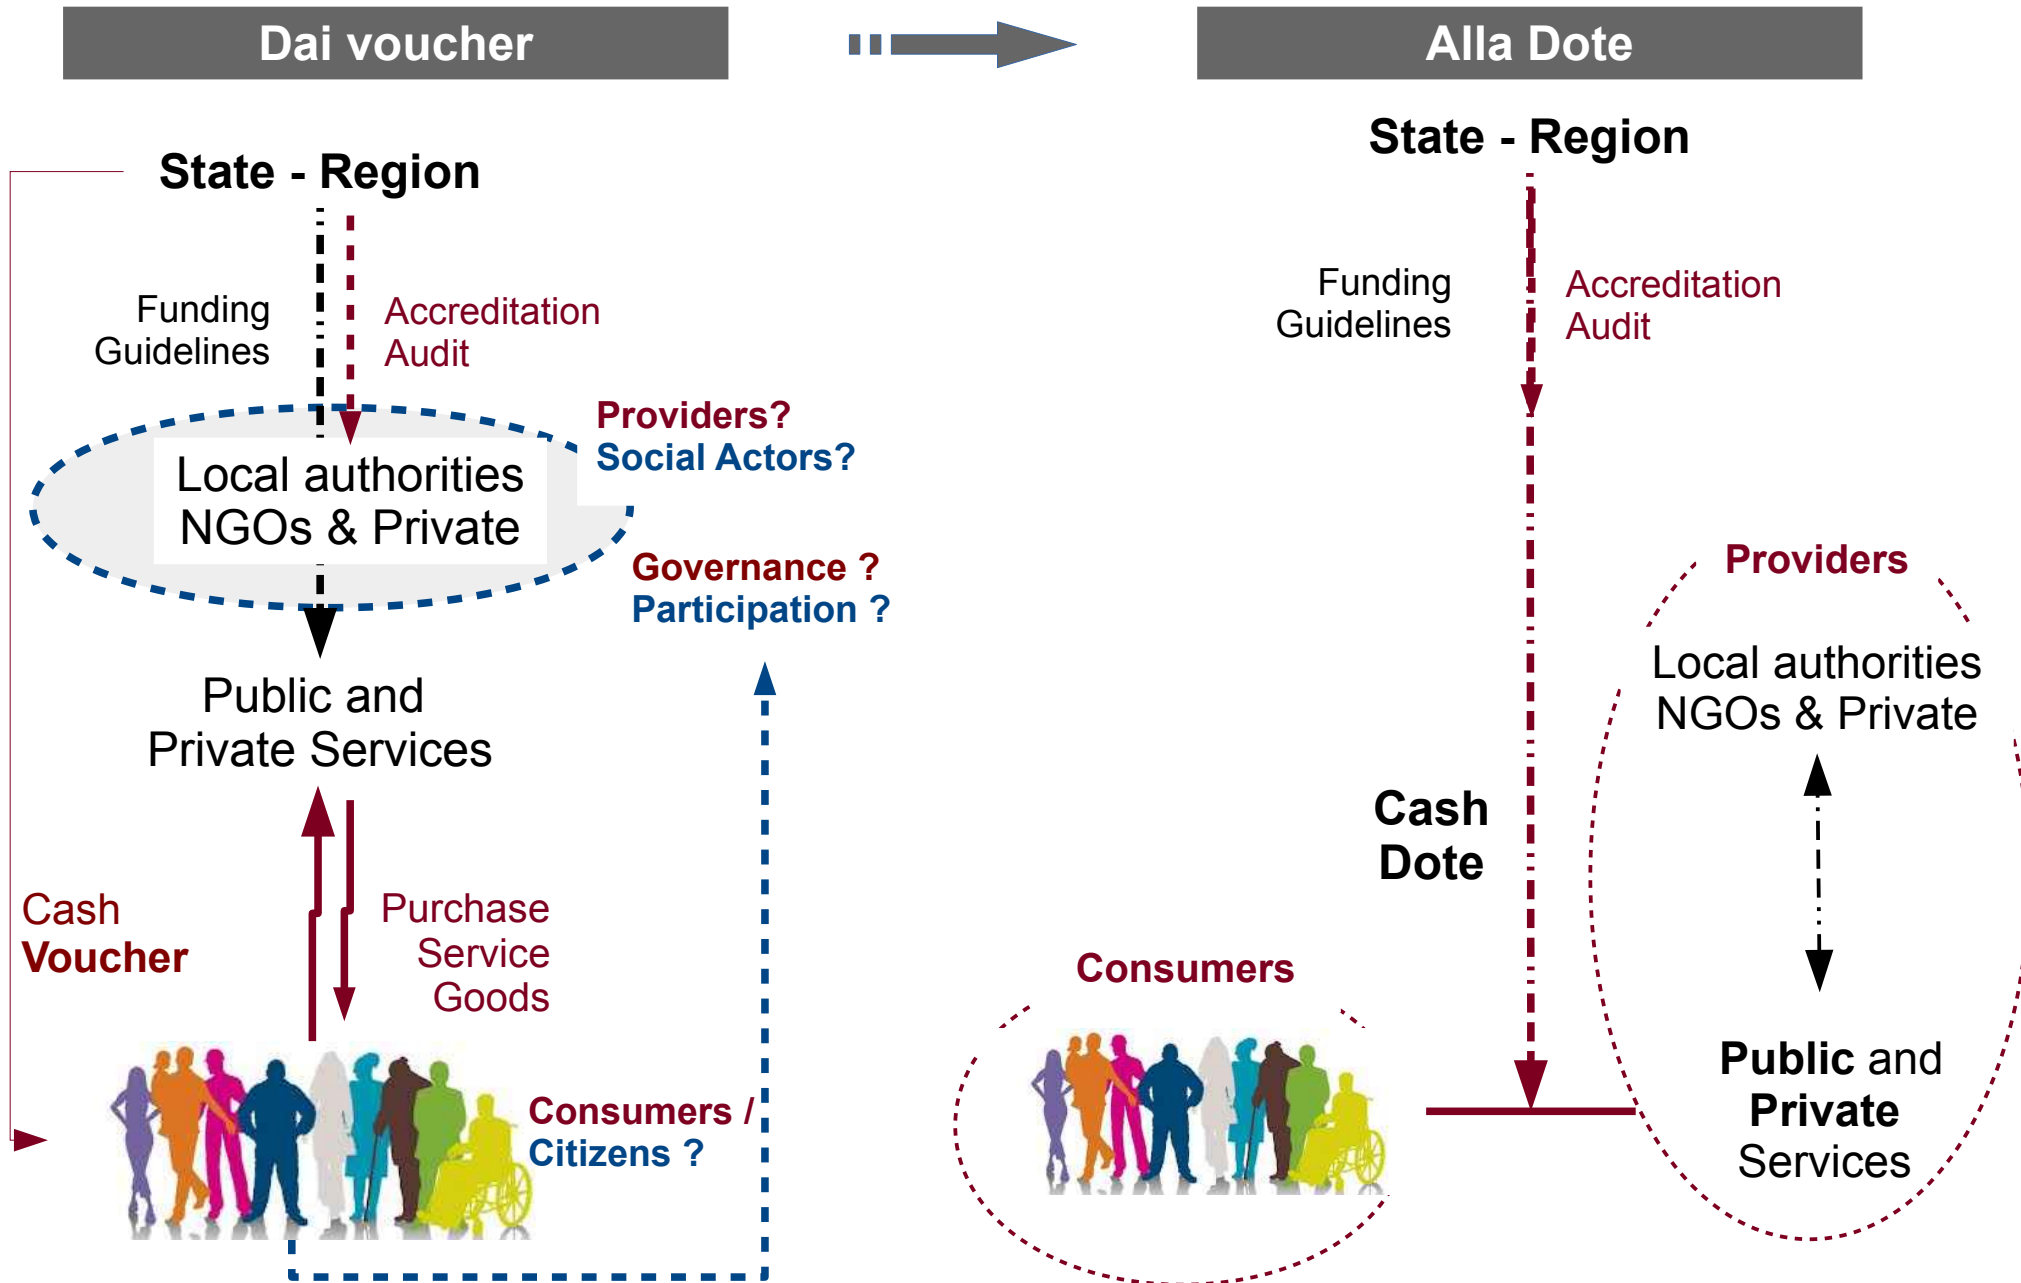 Dai voucher
Alla Dote
State - Region
Funding
Guidelines
Accreditation
Audit
Providers?
Social Actors?
Local authorities
NGOs & Private
Governance ?
Participation ?
Public and
Private Services
Cash
Voucher
Purchase
Service
Goods
Consumers /
Citizens ?
State - Region
Funding
Guidelines
Accreditation
Audit
Providers
Local authorities
NGOs & Private
Cash
Dote
Consumers
Public and
Private
Services